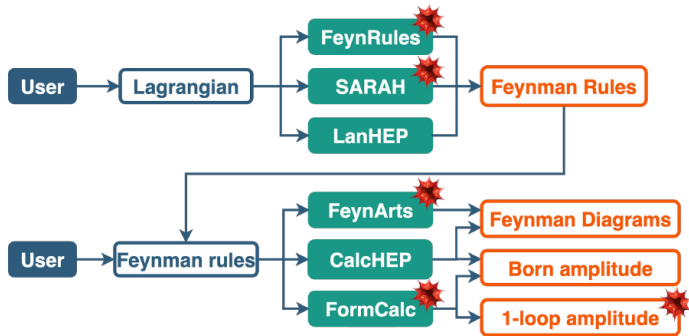 FeynRules
User
Lagrangian
SARAH
Feynman Rules
LanHEP
FeynArts
Feynman Diagrams
User
Feynman rules
CalcHEP
Born amplitude
FormCalc
1-loop amplitude